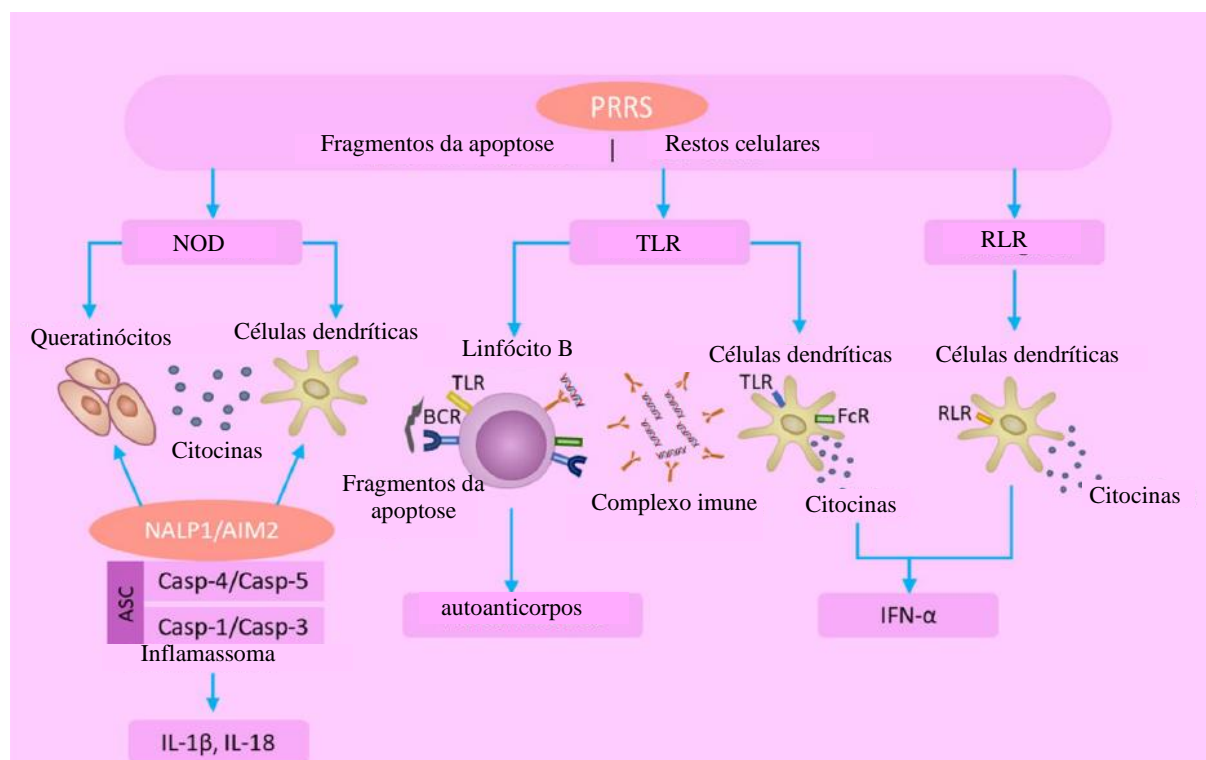 PRRS
Fragmentos da apoptose | Restos celulares
NOD
TLR
RLR
Queratinócitos
Células dendríticas
Citocinas
NALP1/AIM2
ASC
Casp-4/Casp-5
Casp-1/Casp-3
Inflamassoma
IL-1β, IL-18
Linfócito B
TLR
BCR
Fragmentos da
apoptose
autoanticorpos
Complexo imune
Células dendríticas
TLR
FcR
Citocinas
Células dendríticas
RLR
Citocinas
IFN-α